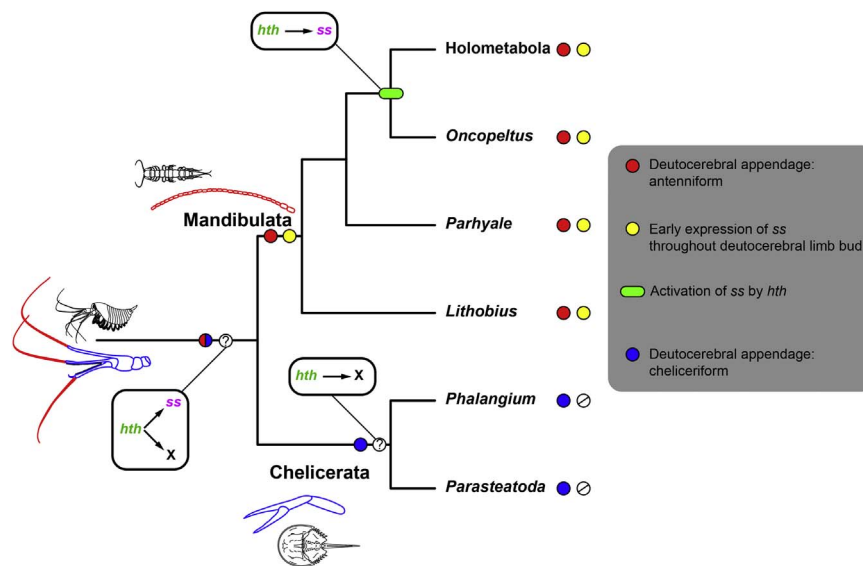 hth → ss
Holometabola
Oncopeltus
Mandibulata
Parhyale
Lithobius
?
hth → X
ss
hth
X
Phalangium
?
Chelicerata
Parasteatoda
Deutocerebral appendage:
antenniform
Early expression of ss
throughout deutocerebral limb bud
Activation of ss by hth
Deutocerebral appendage:
cheliceriform